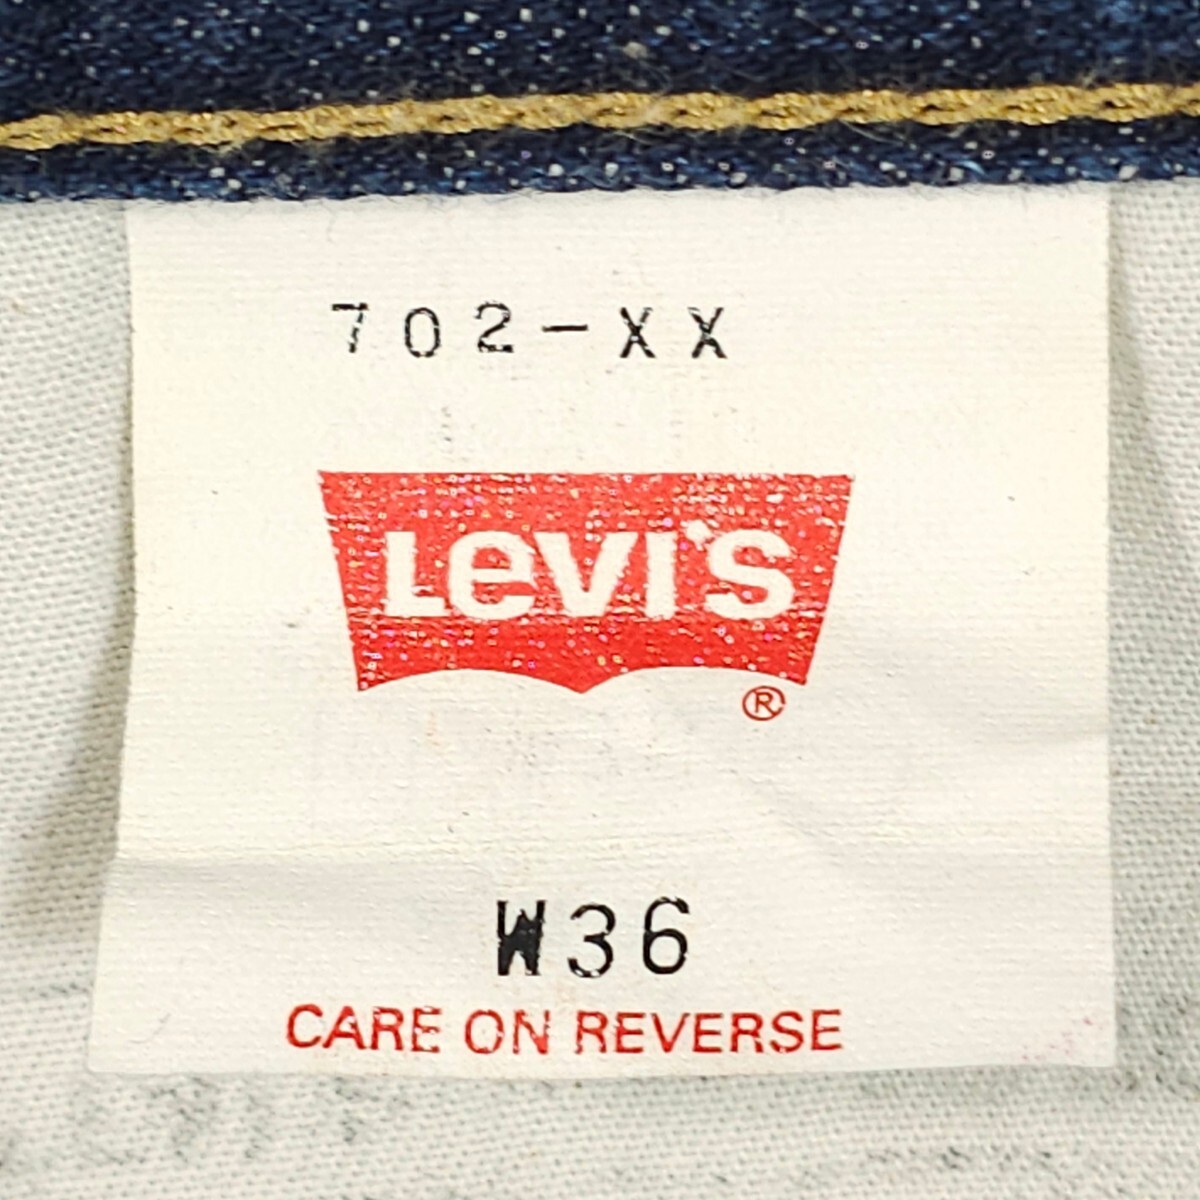 702-XX
LEVI'S
®
W36
CARE ON REVERSE